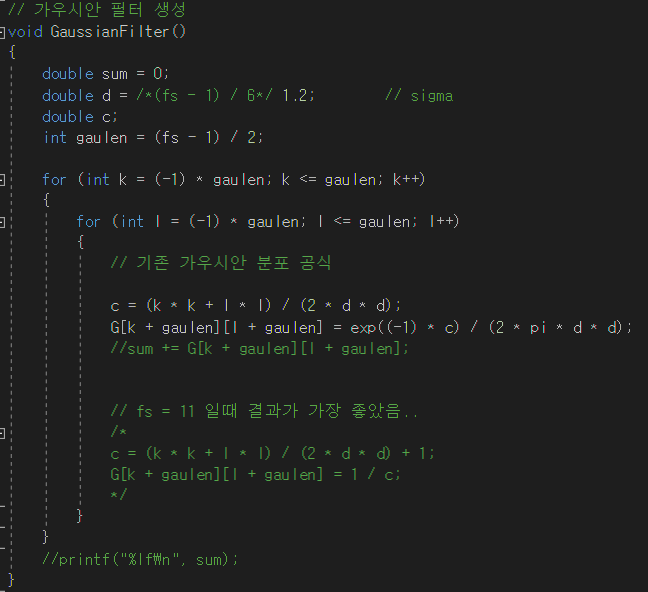 // 가우시안 필터 생성
void GaussianFilter()
{
    double sum = 0;
    double d = /*(fs - 1) / 6*/ 1.2;        // sigma
    double c;
    int gaulen = (fs - 1) / 2;

    for (int k = (-1) * gaulen; k <= gaulen; k++)
    {
        for (int l = (-1) * gaulen; l <= gaulen; l++)
        {
            // 기존 가우시안 분포 공식

            c = (k * k + l * l) / (2 * d * d);
            G[k + gaulen][l + gaulen] = exp((-1) * c) / (2 * pi * d * d);
            //sum += G[k + gaulen][l + gaulen];


            // fs = 11 일때 결과가 가장 좋았음..
            /*
            c = (k * k + l * l) / (2 * d * d) + 1;
            G[k + gaulen][l + gaulen] = 1 / c;
            */
        }
    }
    //printf("%lf₩n", sum);
}